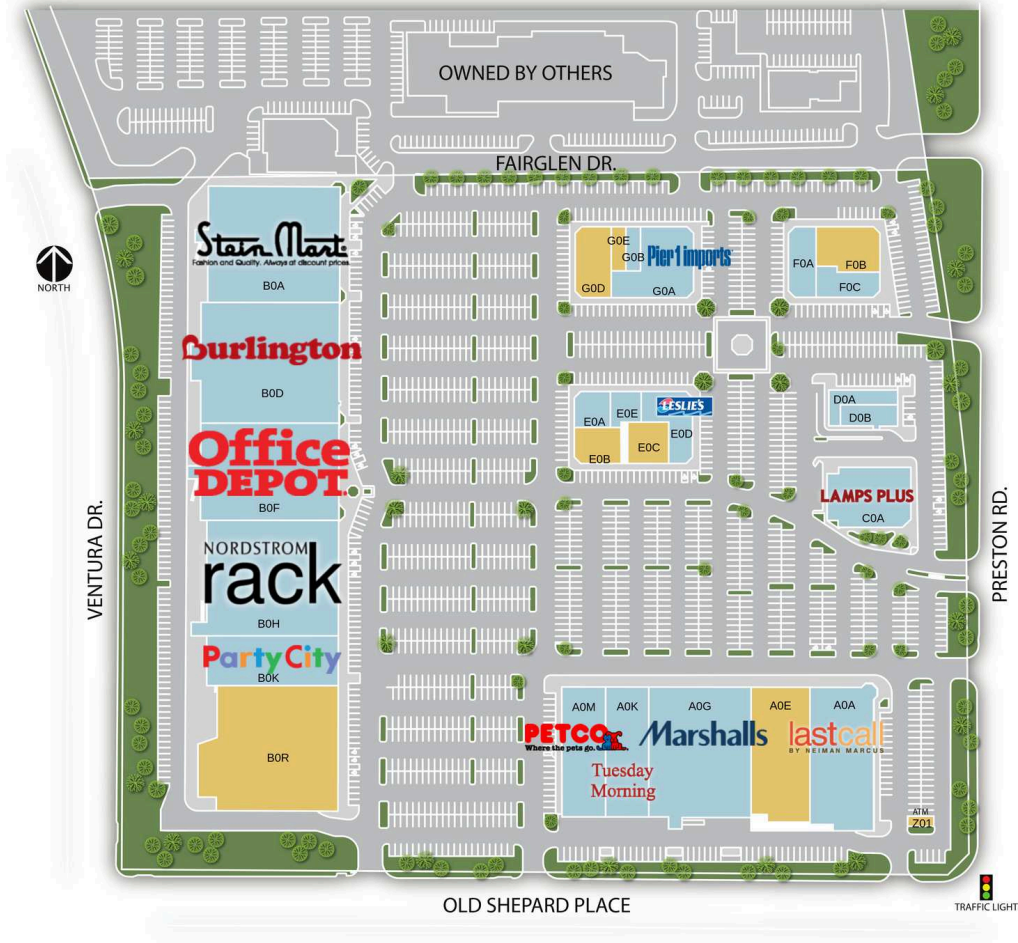 OWNED BY OTHERS
FAIRGLEN DR.
NORTH
Stein Mart.
Fashion and Quality. Always at discount prices.
B0A
Burlington
B0D
Office
DEPOT.
B0F
NORDSTROM
rack
B0H
Party City
B0K
B0R
VENTURA DR.
G0E
G0B
Pier 1 imports
G0D
G0A
F0A
F0B
F0C
E0A
E0E
LESLIE'S
E0D
E0C
E0B
D0A
D0B
LAMPS PLUS
C0A
PRESTON RD.
A0M
A0K
A0G
A0E
A0A
PETCO
Where the pets go.
Marshalls
lastcall
BY NEIMAN MARCUS
Tuesday
Morning
ATM
Z01
OLD SHEPARD PLACE
TRAFFIC LIGHT